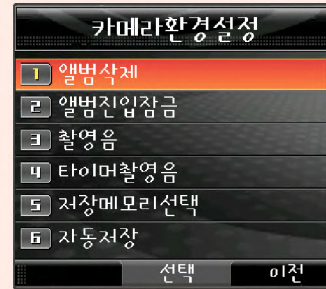 카메라환경설정
1 앨범삭제
2 앨범진입잠금
3 촬영음
4 타이머촬영음
5 저장메모리선택
6 자동저장
선택 이전